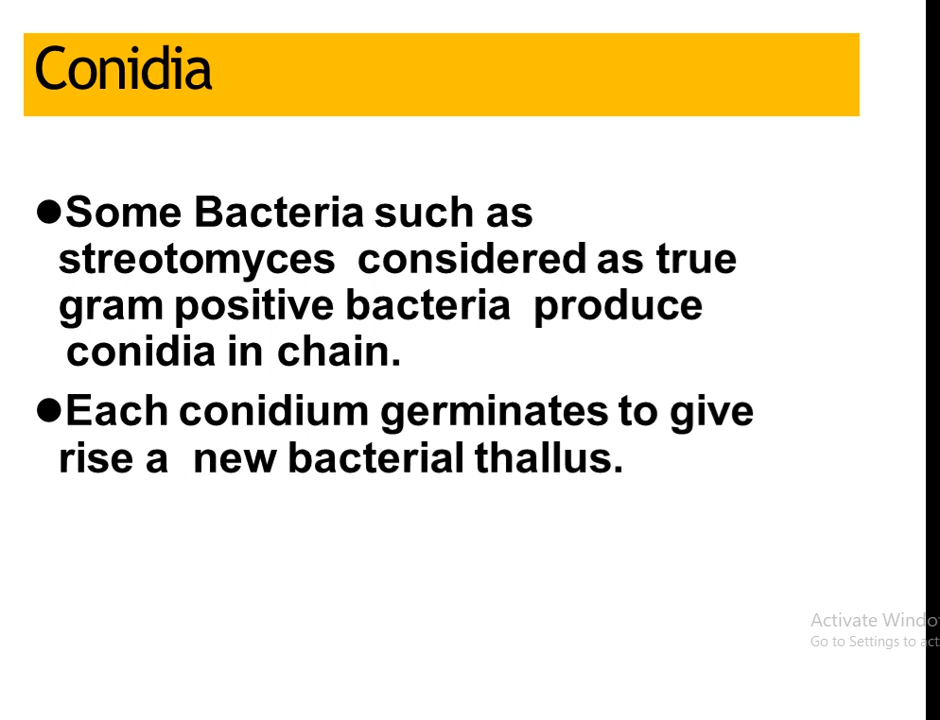 Conidia
●Some Bacteria such as
streotomyces considered as true
gram positive bacteria produce
conidia in chain.
●Each conidium germinates to give
rise a new bacterial thallus.
Activate Windo
Go to Settings to act